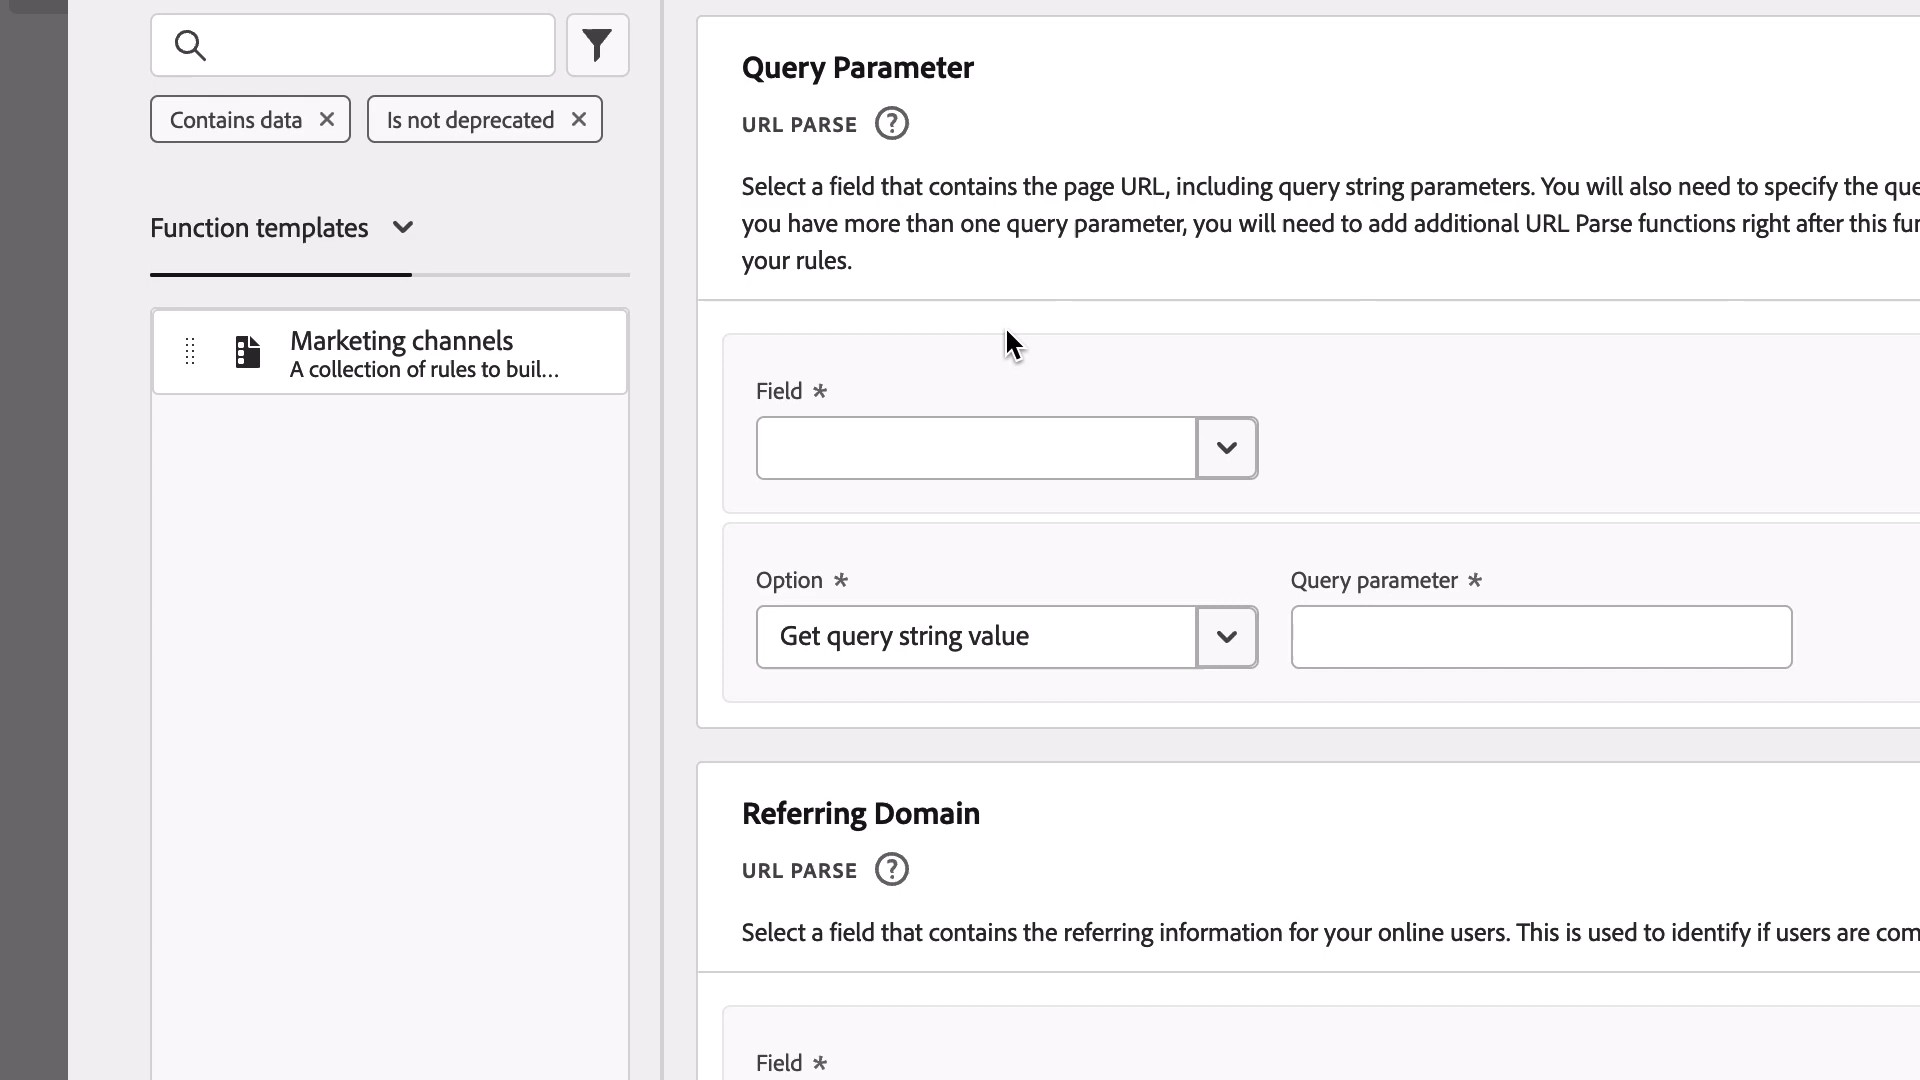 Contains data
Is not deprecated
Function templates
Marketing channels
A collection of rules to buil...
Query Parameter
URL PARSE ?
Select a field that contains the page URL, including query string parameters. You will also need to specify the que
you have more than one query parameter, you will need to add additional URL Parse functions right after this fun
your rules.
Field *
Option *
Query parameter *
Get query string value
Referring Domain
URL PARSE ?
Select a field that contains the referring information for your online users. This is used to identify if users are com
Field *